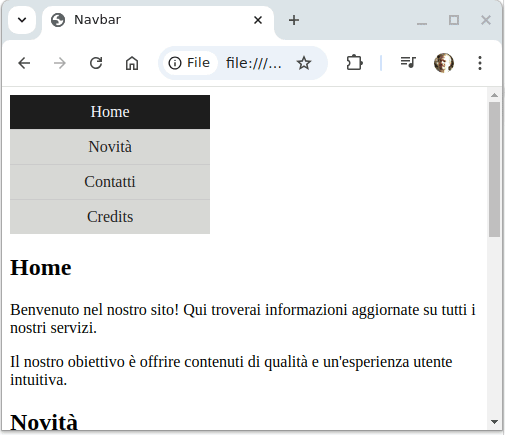 Navbar
File file:///...
Home
Novità
Contatti
Credits
Home
Benvenuto nel nostro sito! Qui troverai informazioni aggiornate su tutti i
nostri servizi.
Il nostro obiettivo è offrire contenuti di qualità e un'esperienza utente
intuitiva.
Novità